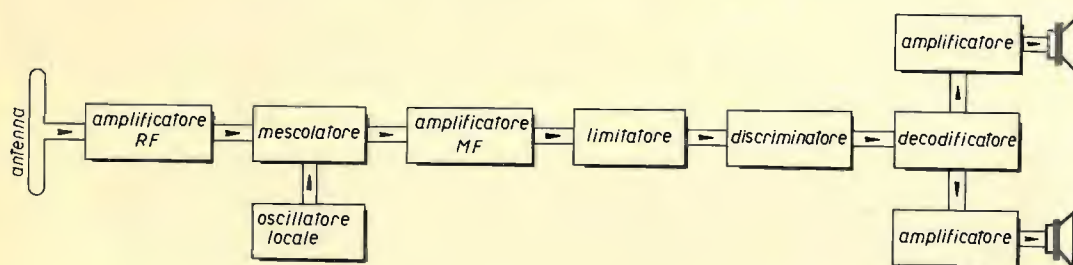 antenna
amplificatore
RF
mescolatore
oscillatore
locale
amplificatore
MF
limitatore
discriminatore
decodificatore
amplificatore
amplificatore